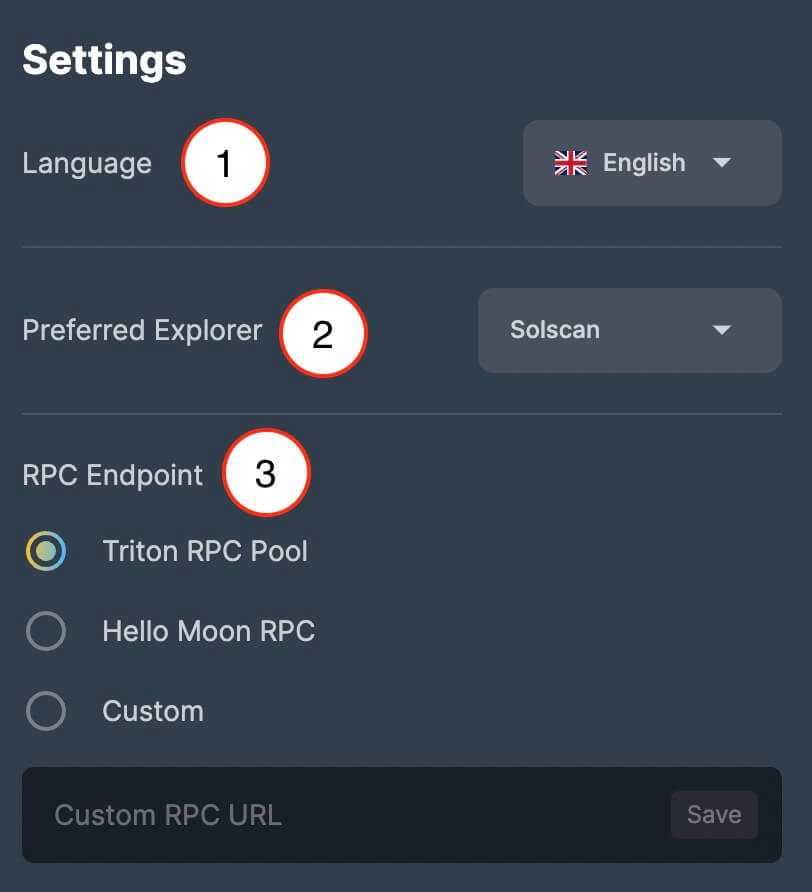 Settings
Language 1 English
Preferred Explorer 2 Solscan
RPC Endpoint 3
Triton RPC Pool
Hello Moon RPC
Custom
Custom RPC URL Save